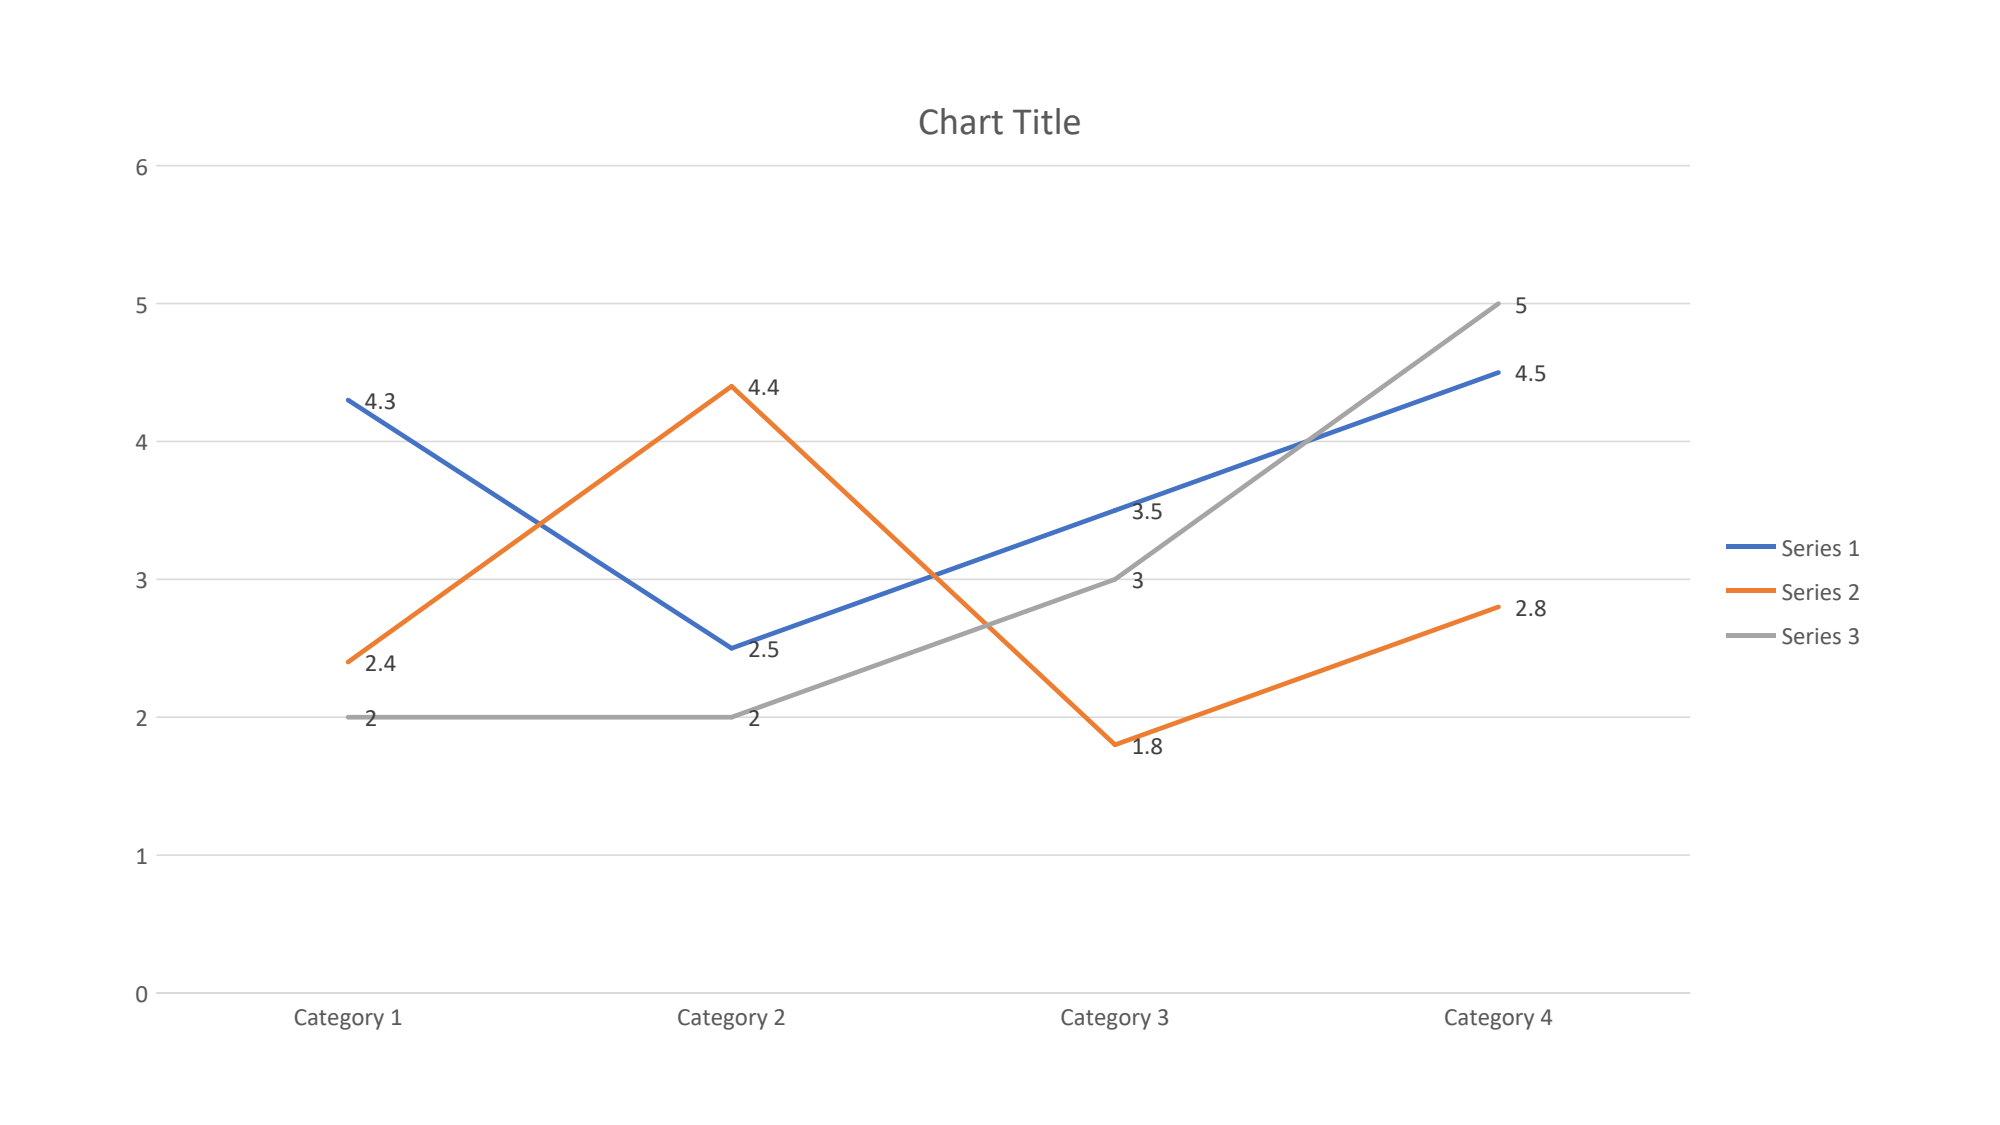 Chart Title
6
5
4
3
2
1
0
4.3
2.5
3.5
4.5
2.4
4.4
1.8
2.8
2
2
3
5
Category 1
Category 2
Category 3
Category 4
Series 1
Series 2
Series 3